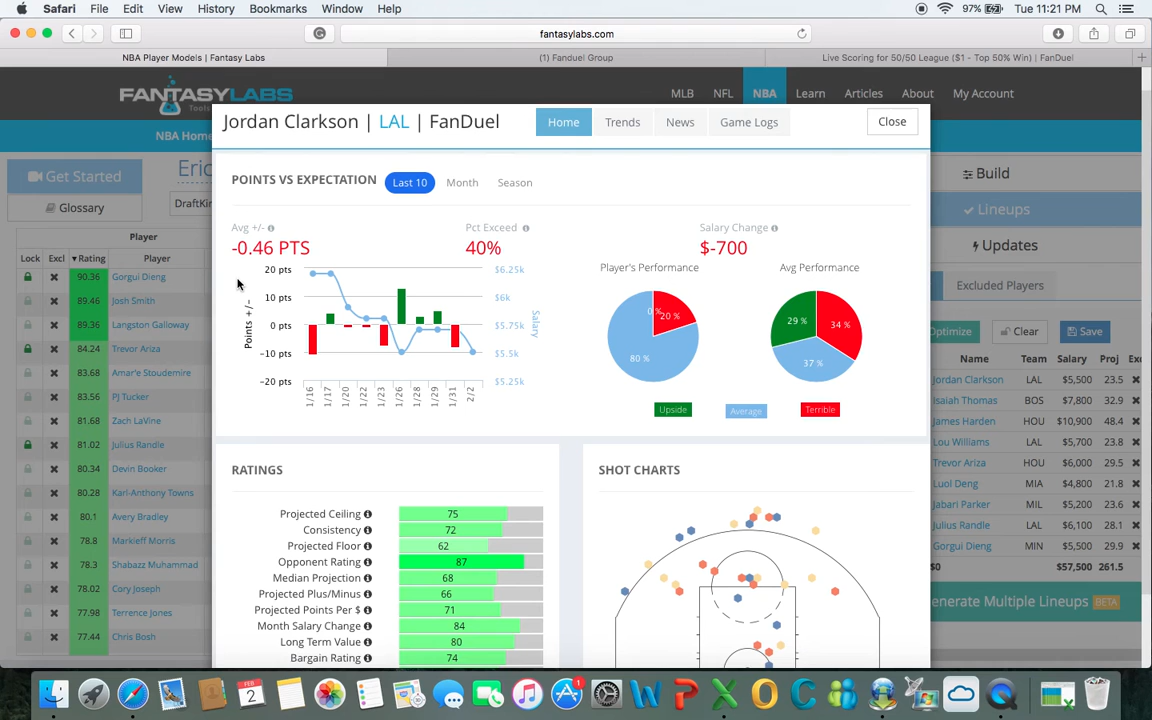 Safari File Edit View History Bookmarks Window Help 97% Tue 11:21 PM
fantasylabs.com
NBA Player Models | Fantasy Labs (1) Fanduel Group Live Scoring for 50/50 League ($1 - Top 50% Win) | FanDuel
FANTASYLABS MLB NFL NBA Learn Articles About My Account
Tools
Jordan Clarkson | LAL | FanDuel Home Trends News Game Logs Close
NBA Home
Get Started Eric Build
Glossary DraftKin Lineups
Updates
Excluded Players
Optimize Clear Save
Player
Lock Excl ▾Rating Player
90.36 Gorgui Dieng
89.46 Josh Smith
89.36 Langston Galloway
84.24 Trevor Ariza
83.68 Amar'e Stoudemire
83.56 PJ Tucker
81.68 Zach LaVine
81.02 Julius Randle
80.34 Devin Booker
80.28 Karl-Anthony Towns
80.1 Avery Bradley
78.8 Markieff Morris
78.3 Shabazz Muhammad
78.02 Cory Joseph
77.98 Terrence Jones
77.44 Chris Bosh
POINTS VS EXPECTATION Last 10 Month Season
Avg +/- Pct Exceed Salary Change
-0.46 PTS 40% $-700
Player's Performance Avg Performance
20 pts $6.25k
10 pts $6k
0 pts $5.75k
-10 pts $5.5k
-20 pts $5.25k
Points +/-
Salary
1/16 1/17 1/20 1/22 1/23 1/26 1/28 1/29 1/31 2/2
0 % 20 % 80 %
29 % 34 % 37 %
Upside Average Terrible
RATINGS
Projected Ceiling 75
Consistency 72
Projected Floor 62
Opponent Rating 87
Median Projection 68
Projected Plus/Minus 66
Projected Points Per $ 71
Month Salary Change 84
Long Term Value 80
Bargain Rating 74
SHOT CHARTS
Name Team Salary Proj Exc
Jordan Clarkson LAL $5,500 23.5
Isaiah Thomas BOS $7,800 32.9
James Harden HOU $10,900 48.4
Lou Williams LAL $5,700 23.8
Trevor Ariza HOU $6,000 29.5
Luol Deng MIA $4,800 21.8
Jabari Parker MIL $5,200 23.6
Julius Randle LAL $6,100 28.1
Gorgui Dieng MIN $5,500 29.9
$0 $57,500 261.5
enerate Multiple Lineups BETA
FEB
2
1